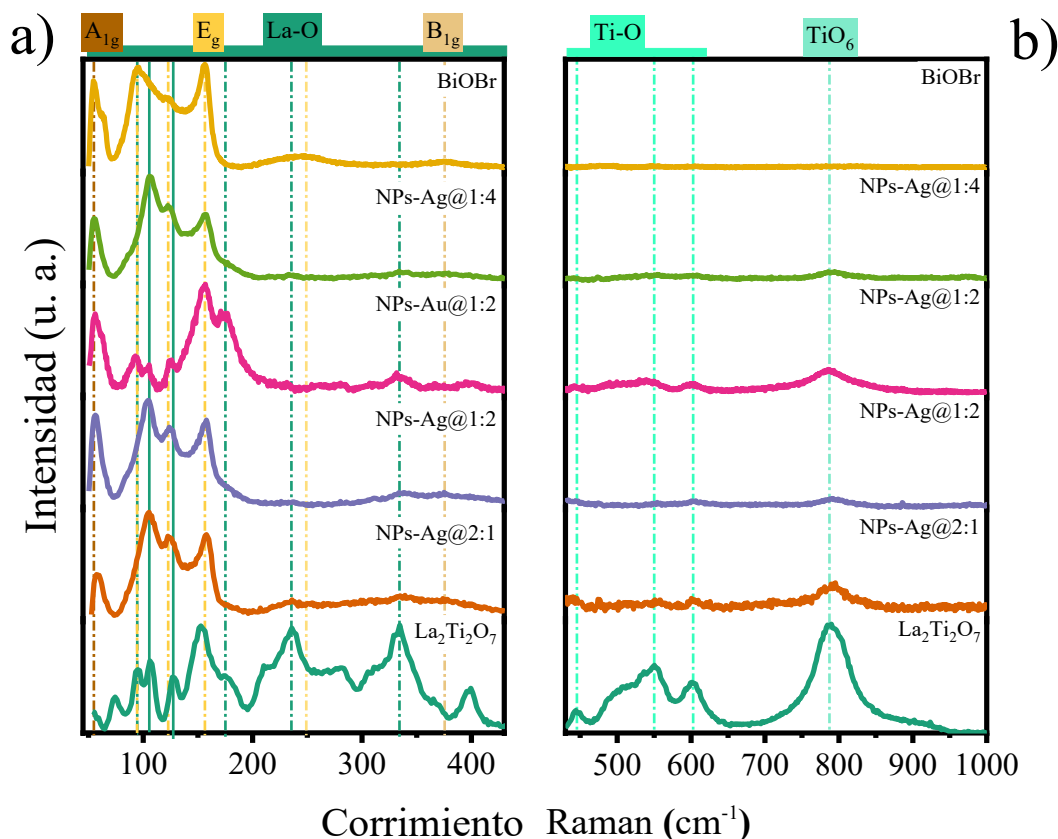 a)
A1g
Eg
La-O
B1g
Ti-O
TiO6
b)
Intensidad (u. a.)
BiOBr
NPs-Ag@1:4
NPs-Au@1:2
NPs-Ag@1:2
NPs-Ag@2:1
La2Ti2O7
100
200
300
400
BiOBr
NPs-Ag@1:4
NPs-Ag@1:2
NPs-Ag@1:2
NPs-Ag@2:1
La2Ti2O7
500
600
700
800
900
1000
Corrimiento Raman (cm-1)